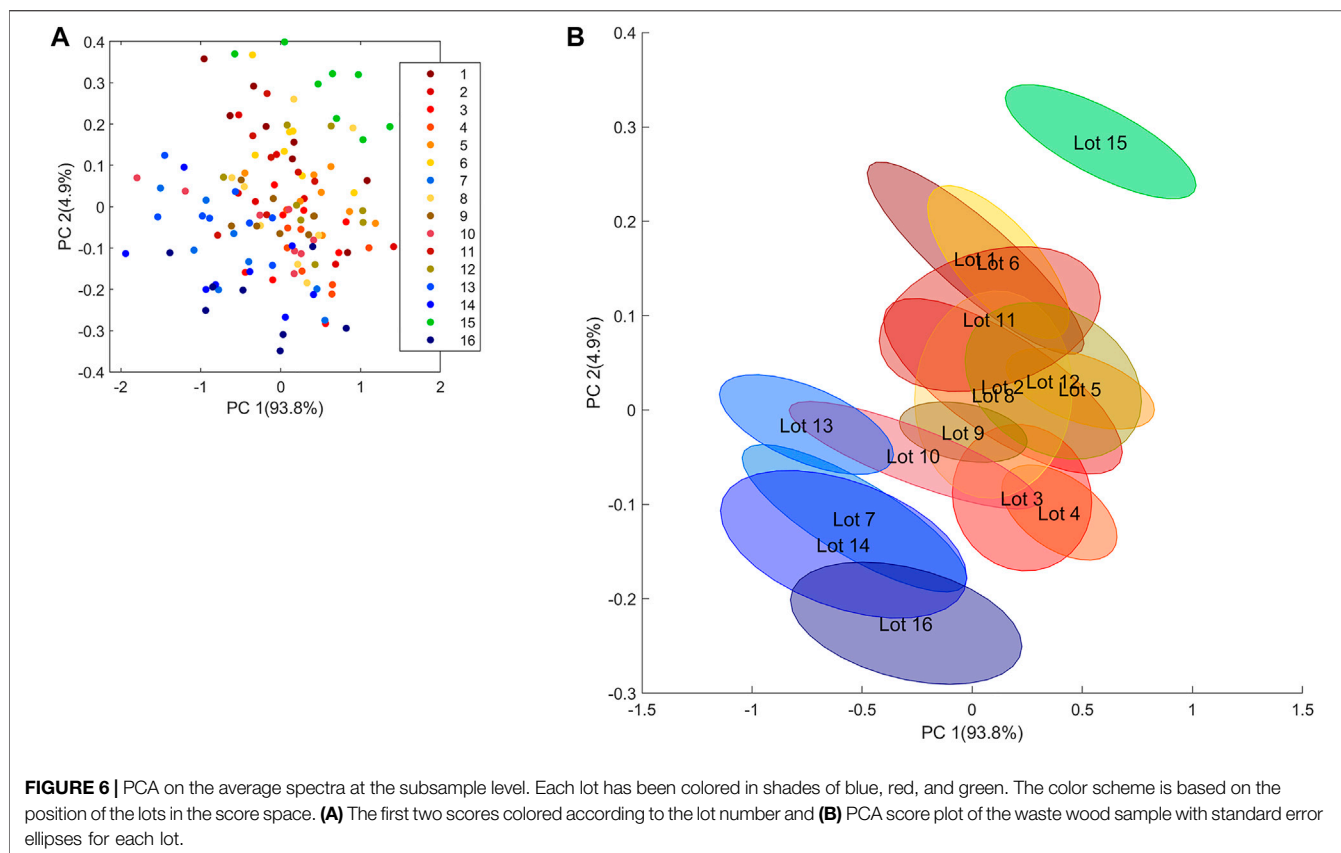 A
0.4
0.3
0.2
0.1
0
-0.1
-0.2
-0.3
-0.4
PC 2(4.9%)
-2
-1
0
1
2
PC 1(93.8%)
1
2
3
4
5
6
7
8
9
10
11
12
13
14
15
16
B
0.4
0.3
0.2
0.1
0
-0.1
-0.2
-0.3
PC 2(4.9%)
Lot 15
Lot 1
Lot 6
Lot 11
Lot 2
Lot 12
Lot 5
Lot 8
Lot 13
Lot 9
Lot 10
Lot 3
Lot 4
Lot 7
Lot 14
Lot 16
-1.5
-1
-0.5
0
0.5
1
1.5
PC 1(93.8%)
FIGURE 6 | PCA on the average spectra at the subsample level. Each lot has been colored in shades of blue, red, and green. The color scheme is based on the
position of the lots in the score space. (A) The first two scores colored according to the lot number and (B) PCA score plot of the waste wood sample with standard error
ellipses for each lot.